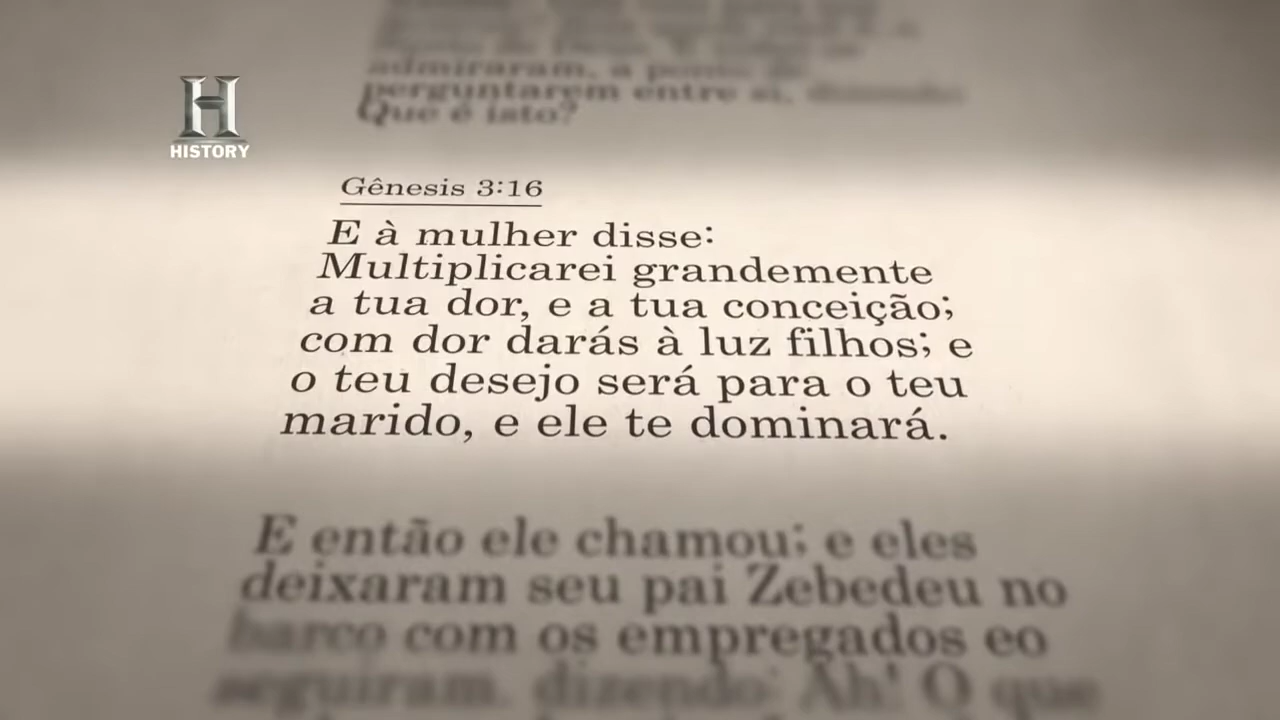 admiraram, a ponto de
perguntarem entre si, dizendo:
Que é isto?
H
HISTORY
Gênesis 3:16
E à mulher disse:
Multiplicarei grandemente
a tua dor, e a tua conceição;
com dor darás à luz filhos; e
o teu desejo será para o teu
marido, e ele te dominará.
E então ele chamou; e eles
deixaram seu pai Zebedeu no
barco com os empregados eo
seguiram, dizendo: Ah! O que